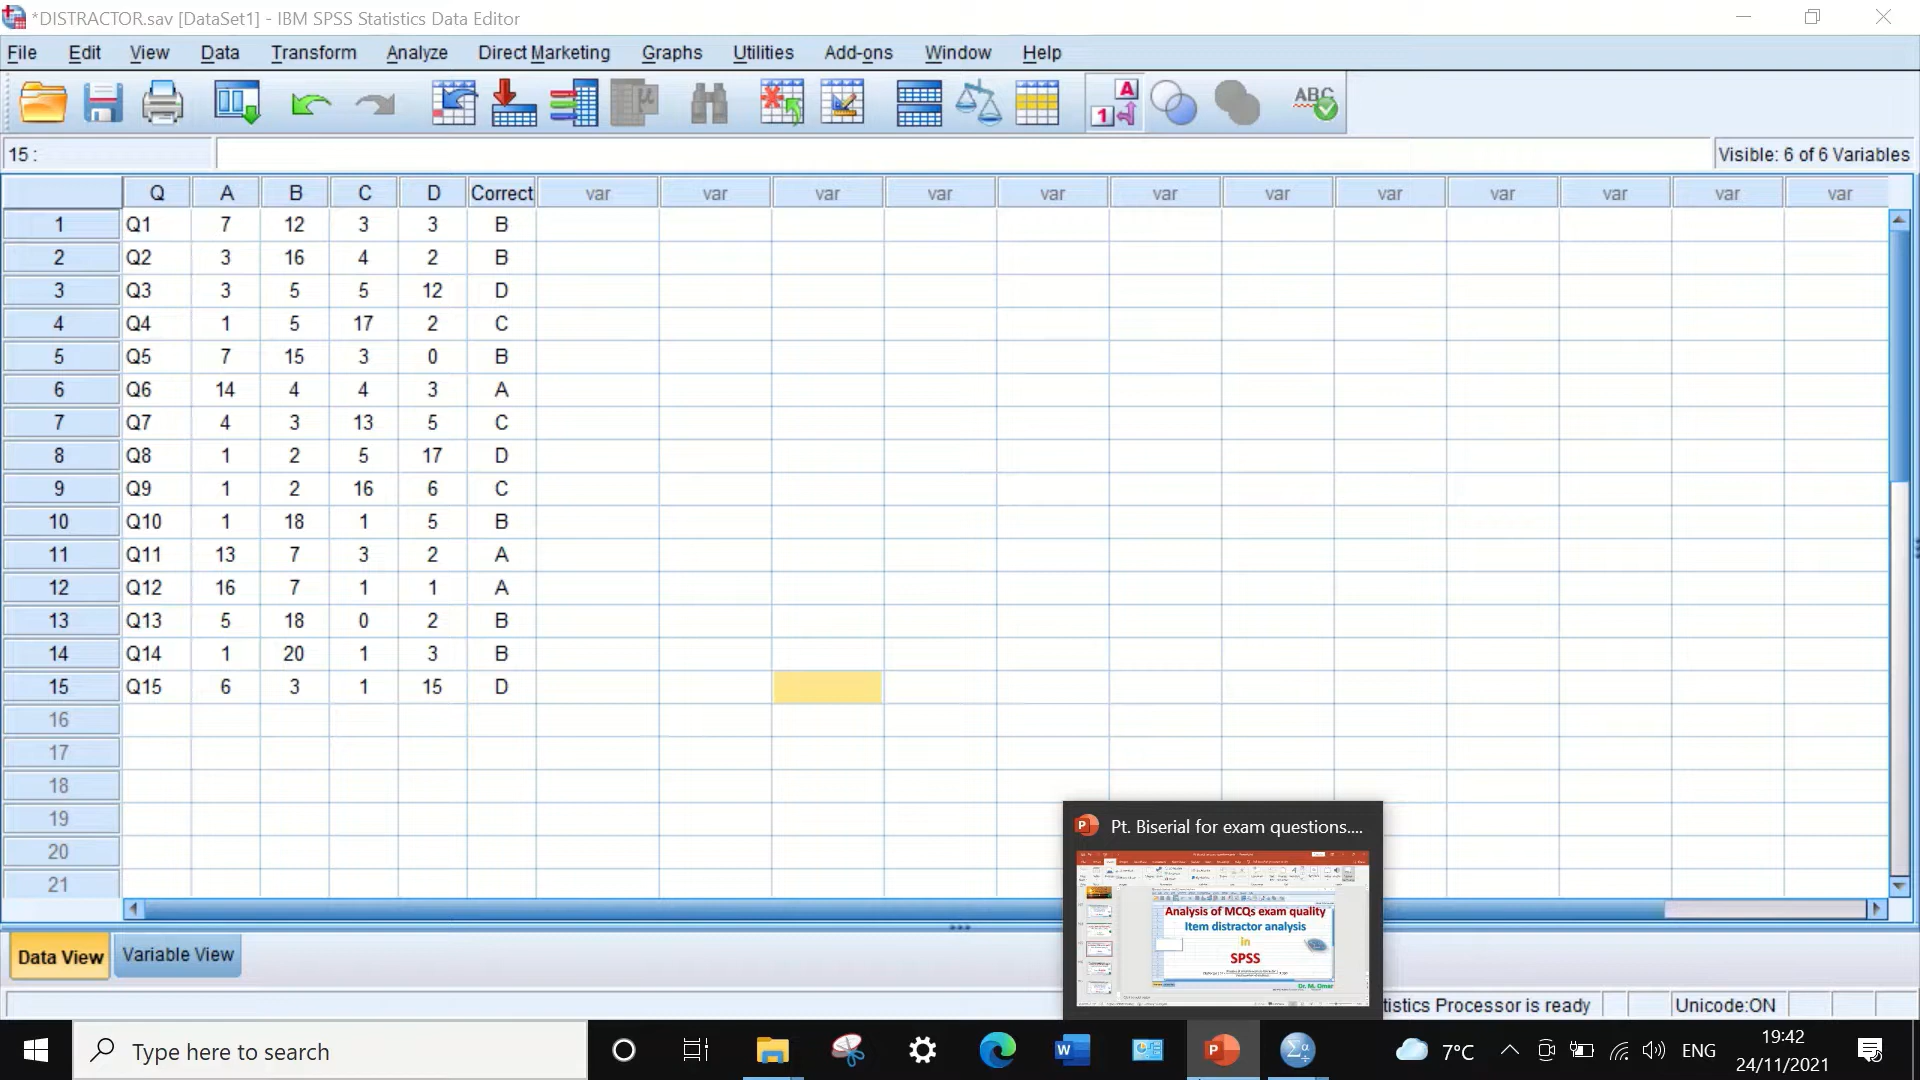 *DISTRACTOR.sav [DataSet1] - IBM SPSS Statistics Data Editor
File Edit View Data Transform Analyze Direct Marketing Graphs Utilities Add-ons Window Help
15 :
Visible: 6 of 6 Variables
Q A B C D Correct var var var var var var var var var var var var
1 Q1 7 12 3 3 B
2 Q2 3 16 4 2 B
3 Q3 3 5 5 12 D
4 Q4 1 5 17 2 C
5 Q5 7 15 3 0 B
6 Q6 14 4 4 3 A
7 Q7 4 3 13 5 C
8 Q8 1 2 5 17 D
9 Q9 1 2 16 6 C
10 Q10 1 18 1 5 B
11 Q11 13 7 3 2 A
12 Q12 16 7 1 1 A
13 Q13 5 18 0 2 B
14 Q14 1 20 1 3 B
15 Q15 6 3 1 15 D
16
17
18
19
20
21
Pt. Biserial for exam questions....
Analysis of MCQs exam quality
Item distractor analysis
in
SPSS
Dr. M. Omar
Data View Variable View
tistics Processor is ready Unicode:ON
Type here to search
7°C ENG
19:42
24/11/2021